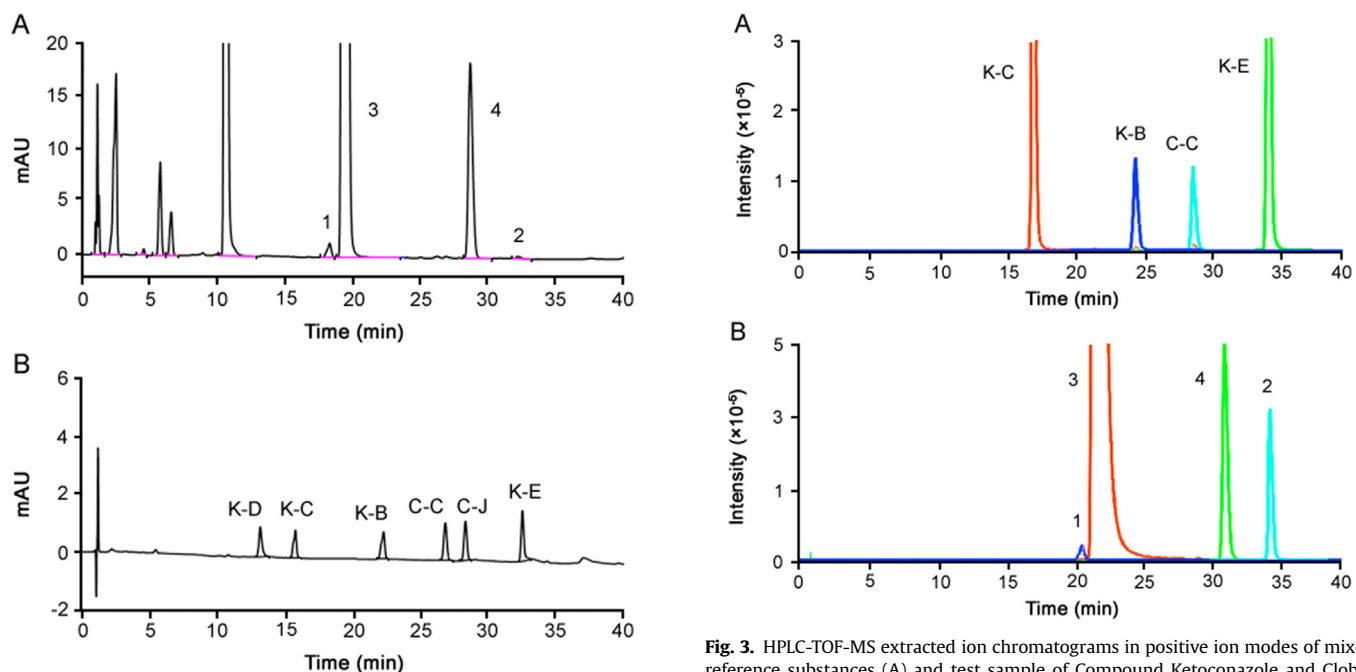 A
20
15
10
5
0
mAU
3
4
1
2
0 5 10 15 20 25 30 35 40
Time (min)
B
6
4
2
0
-2
mAU
K-D
K-C
K-B
C-C
C-J
K-E
0 5 10 15 20 25 30 35 40
Time (min)
A
3
2
1
0
Intensity (×10⁻⁵)
K-C
K-B
C-C
K-E
0 5 10 15 20 25 30 35 40
Time (min)
B
5
3
1
0
Intensity (×10⁻⁵)
3
1
4
2
0 5 10 15 20 25 30 35 40
Time (min)
Fig. 3. HPLC-TOF-MS extracted ion chromatograms in positive ion modes of mixe
reference substances (A) and test sample of Compound Ketoconazole and Clob